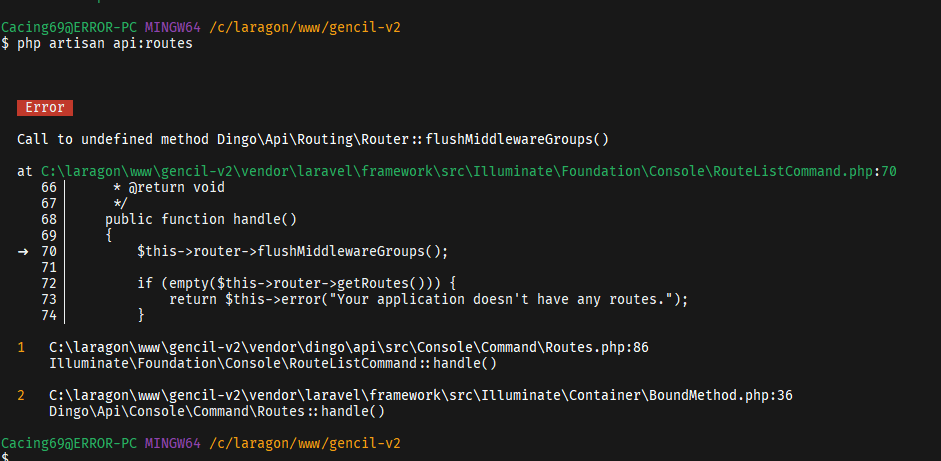 Cacing69@ERROR-PC MINGW64 /c/laragon/www/gencil-v2
$ php artisan api:routes
Error
Call to undefined method Dingo\Api\Routing\Router::flushMiddlewareGroups()
at C:\laragon\www\gencil-v2\vendor\laravel\framework\src\Illuminate\Foundation\Console\RouteListCommand.php:70
66| * @return void
67| */
68| public function handle()
69| {
➜ 70| $this->router->flushMiddlewareGroups();
71|
72| if (empty($this->router->getRoutes())) {
73| return $this->error("Your application doesn't have any routes.");
74| }
1 C:\laragon\www\gencil-v2\vendor\dingo\api\src\Console\Command\Routes.php:86
Illuminate\Foundation\Console\RouteListCommand::handle()
2 C:\laragon\www\gencil-v2\vendor\laravel\framework\src\Illuminate\Container\BoundMethod.php:36
Dingo\Api\Console\Command\Routes::handle()
Cacing69@ERROR-PC MINGW64 /c/laragon/www/gencil-v2
$